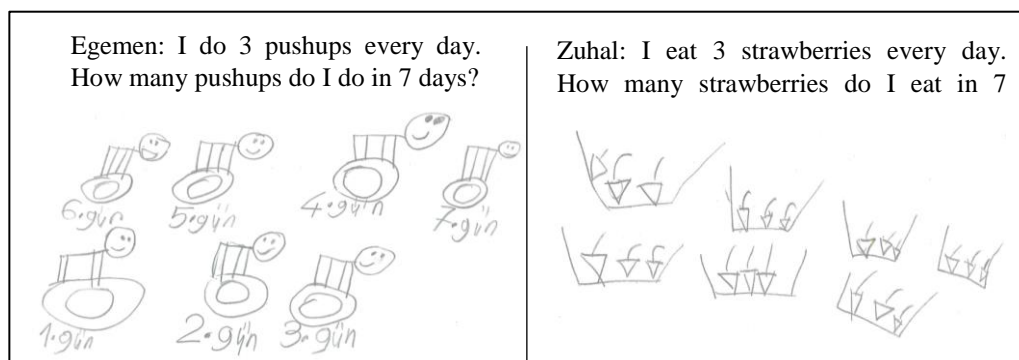 Egemen: I do 3 pushups every day.
How many pushups do I do in 7 days?
Zuhal: I eat 3 strawberries every day.
How many strawberries do I eat in 7
6.gün
5.gün
4.gün
7.gün
1.gün
2.gün
3.gün